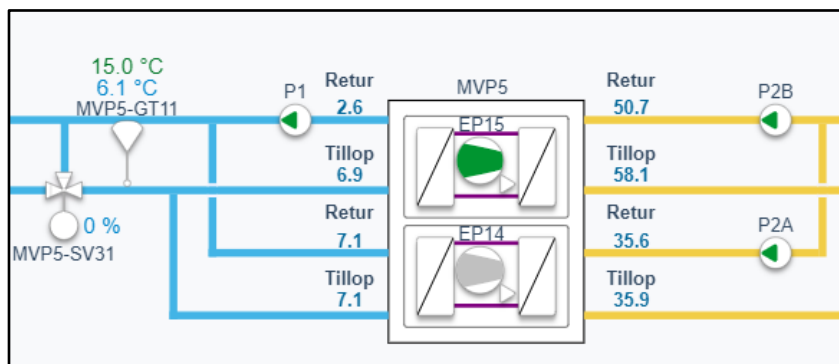 15.0 °C
6.1 °C
MVP5-GT11
P1
Retur
2.6
MVP5
Retur
50.7
P2B
EP15
Tillop
6.9
Tillop
58.1
0 %
MVP5-SV31
Retur
7.1
EP14
Retur
35.6
P2A
Tillop
7.1
Tillop
35.9